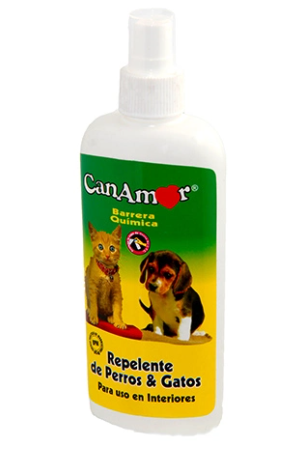 CanAmor®
Barrera
Química
Repelente
de Perros & Gatos
Para uso en Interiores